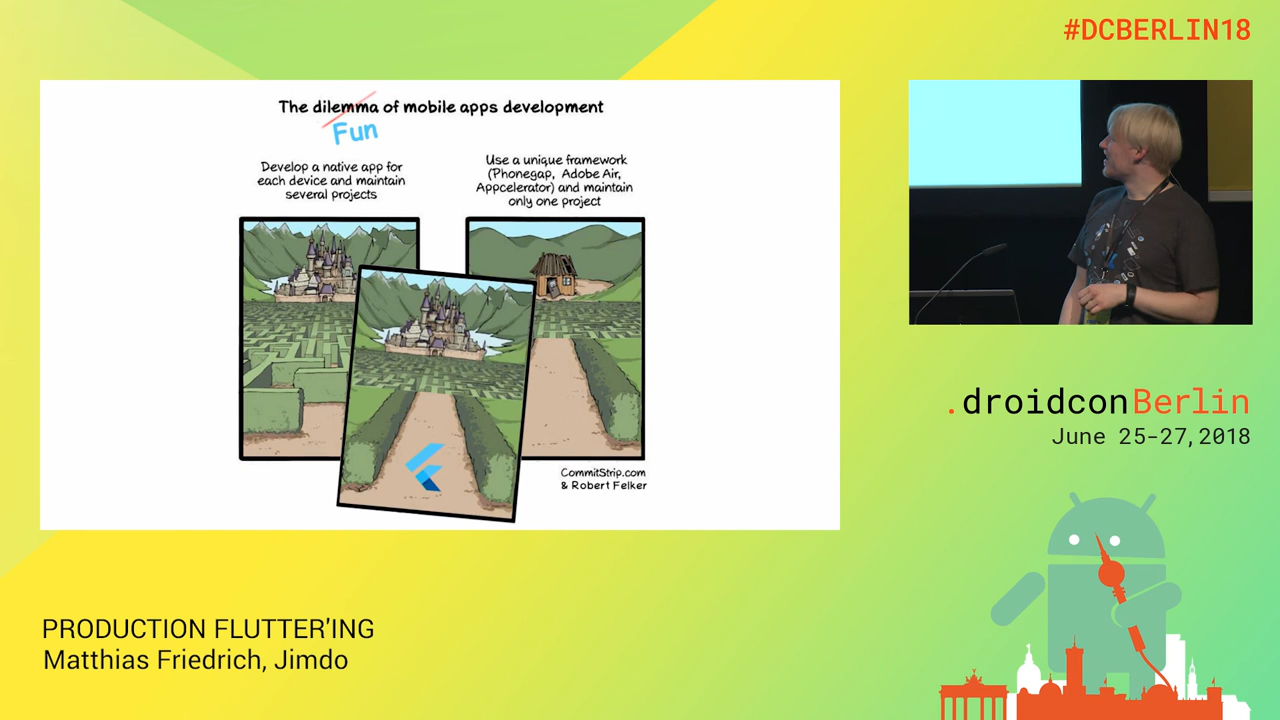 #DCBERLIN18
The dilemma of mobile apps development
Fun
Develop a native app for
each device and maintain
several projects
Use a unique framework
(Phonegap, Adobe Air,
Appcelerator) and maintain
only one project
CommitStrip.com
& Robert Felker
.droidconBerlin
June 25-27,2018
PRODUCTION FLUTTER'ING
Matthias Friedrich, Jimdo